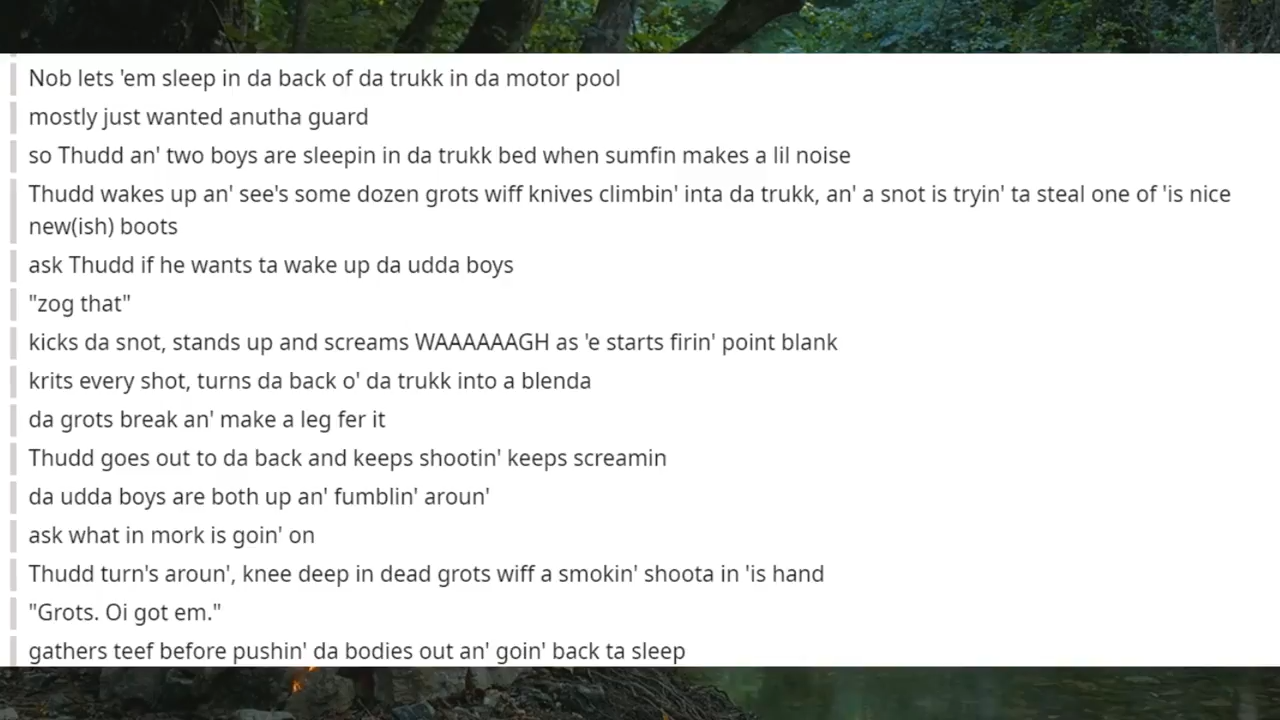 Nob lets 'em sleep in da back of da trukk in da motor pool
mostly just wanted anutha guard
so Thudd an' two boys are sleepin in da trukk bed when sumfin makes a lil noise
Thudd wakes up an' see's some dozen grots wiff knives climbin' inta da trukk, an' a snot is tryin' ta steal one of 'is nice
new(ish) boots
ask Thudd if he wants ta wake up da udda boys
"zog that"
kicks da snot, stands up and screams WAAAAAAGH as 'e starts firin' point blank
krits every shot, turns da back o' da trukk into a blenda
da grots break an' make a leg fer it
Thudd goes out to da back and keeps shootin' keeps screamin
da udda boys are both up an' fumblin' aroun'
ask what in mork is goin' on
Thudd turn's aroun', knee deep in dead grots wiff a smokin' shoota in 'is hand
"Grots. Oi got em."
gathers teef before pushin' da bodies out an' goin' back ta sleep